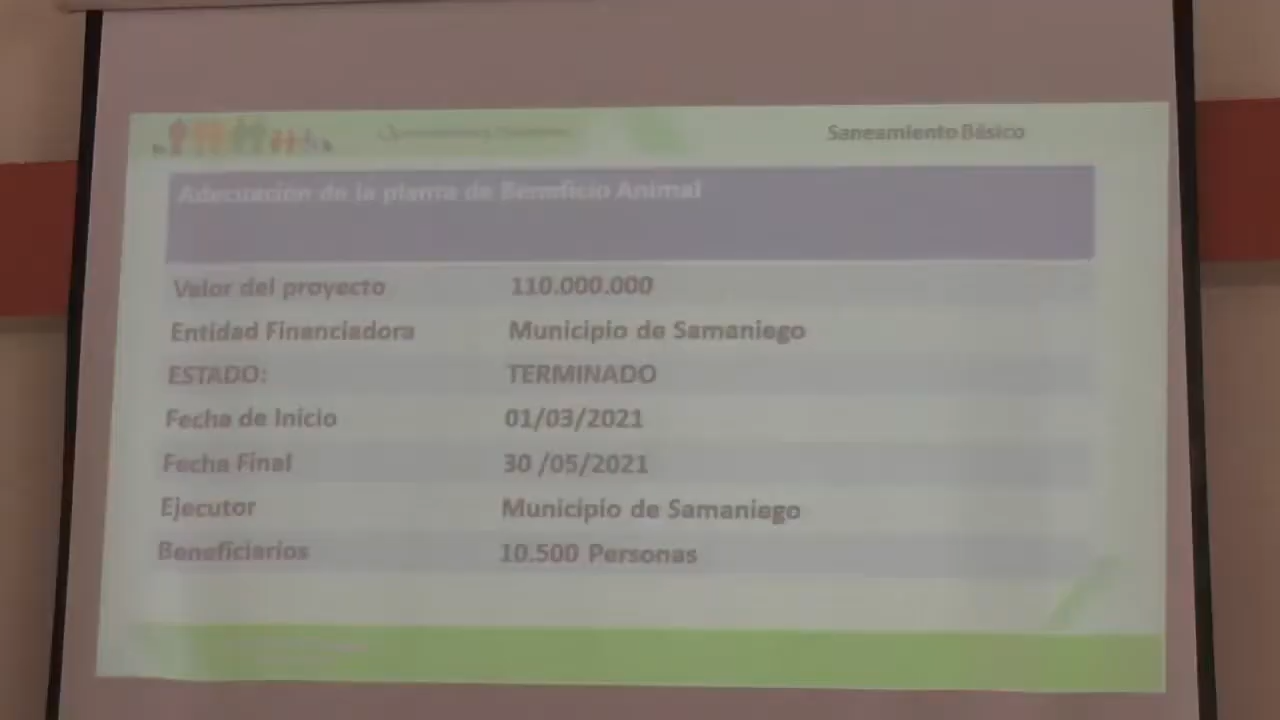 Saneamiento Básico
Adecuación de la planta de Beneficio Animal
Valor del proyecto 110.000.000
Entidad Financiadora Municipio de Samaniego
ESTADO: TERMINADO
Fecha de Inicio 01/03/2021
Fecha Final 30 /05/2021
Ejecutor Municipio de Samaniego
Beneficiarios 10.500 Personas